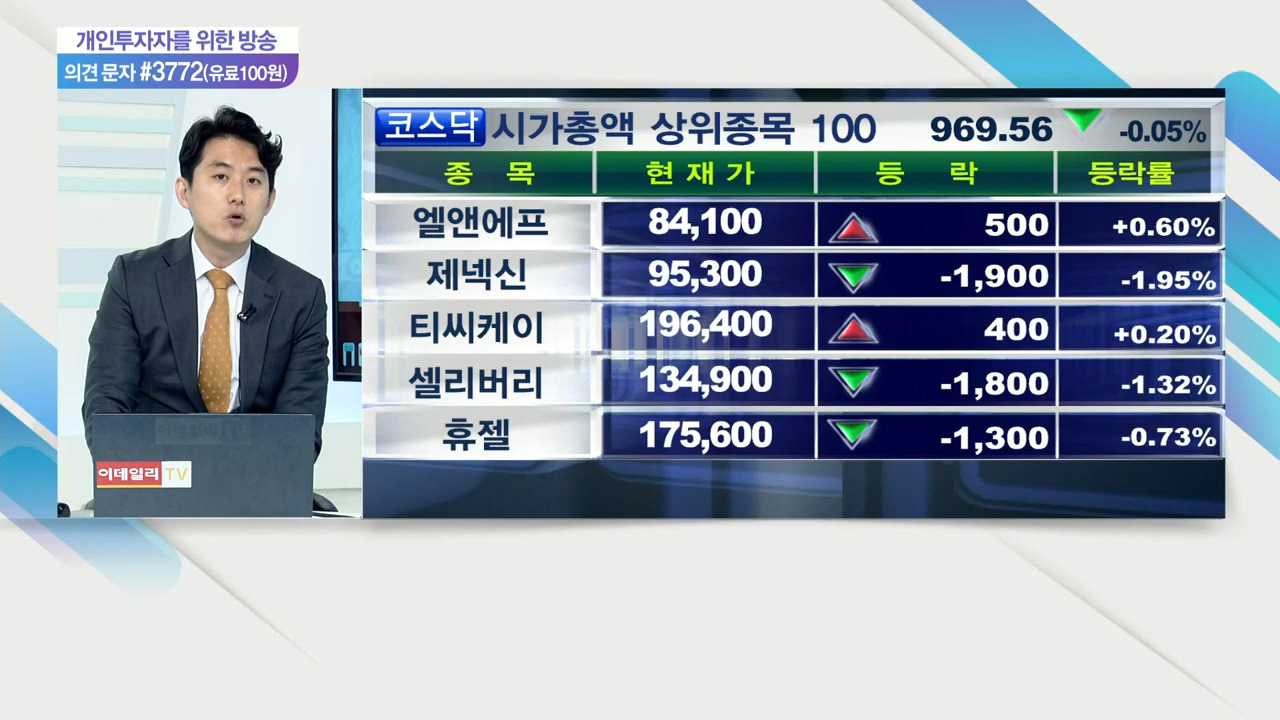 개인투자자를 위한 방송
의견 문자 #3772(유료100원)
코스닥 시가총액 상위종목 100 969.56 -0.05%
종 목 현 재 가 등 락 등락률
엘앤에프 84,100 500 +0.60%
제넥신 95,300 -1,900 -1.95%
티씨케이 196,400 400 +0.20%
셀리버리 134,900 -1,800 -1.32%
휴젤 175,600 -1,300 -0.73%
이데일리 TV